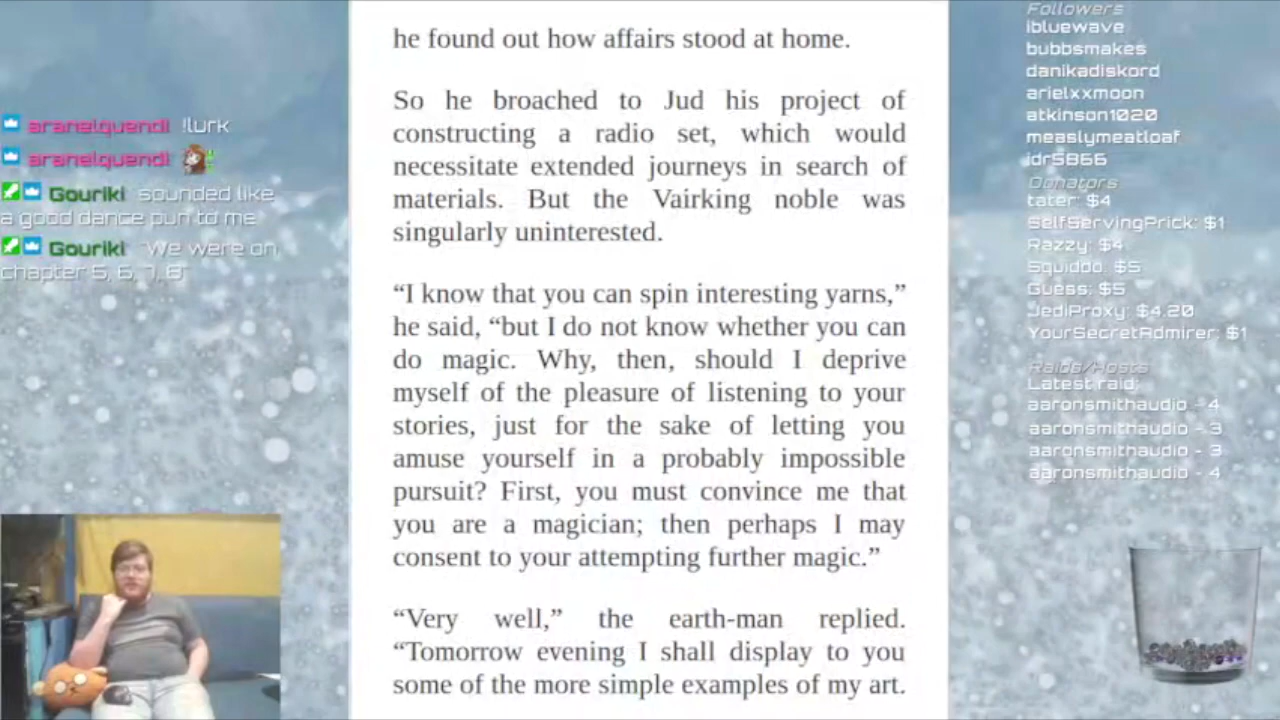 he found out how affairs stood at home.
So he broached to Jud his project of
constructing a radio set, which would
necessitate extended journeys in search of
materials. But the Vairking noble was
singularly uninterested.
“I know that you can spin interesting yarns,”
he said, “but I do not know whether you can
do magic. Why, then, should I deprive
myself of the pleasure of listening to your
stories, just for the sake of letting you
amuse yourself in a probably impossible
pursuit? First, you must convince me that
you are a magician; then perhaps I may
consent to your attempting further magic.”
“Very well,” the earth-man replied.
“Tomorrow evening I shall display to you
some of the more simple examples of my art.
aranelquendi !lurk
aranelquendi
Gouriki sounded like
a good dance pun to me
Gouriki "We were on,
chapter 5, 6, 7, 8"
Followers
ibluewave
bubbsmakes
danikadiskord
arielxxmoon
atkinson1020
measlymeatloaf
idr5866
Donators
tater: $4
SelfServingPrick: $1
Razzy: $4
Squidoo: $5
Guess: $5
JediProxy: $4.20
YourSecretAdmirer: $1
Raids/Hosts
Latest raid:
aaronsmithaudio - 4
aaronsmithaudio - 3
aaronsmithaudio - 3
aaronsmithaudio - 4